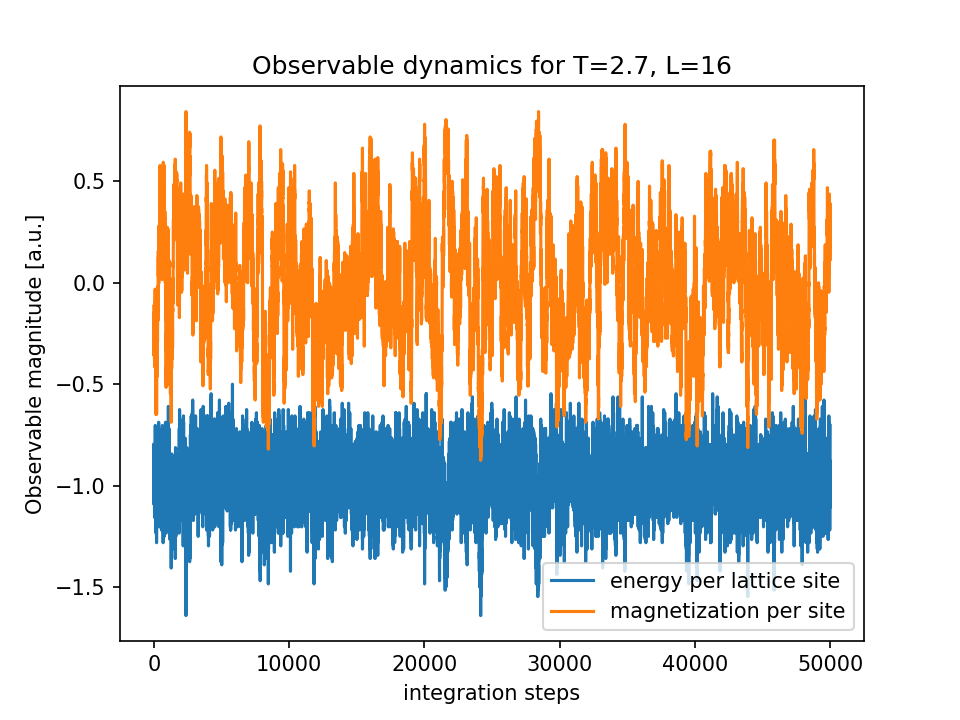 Observable dynamics for T=2.7, L=16
Observable magnitude [a.u.]
0.5
0.0
−0.5
−1.0
−1.5
energy per lattice site
magnetization per site
0 10000 20000 30000 40000 50000
integration steps